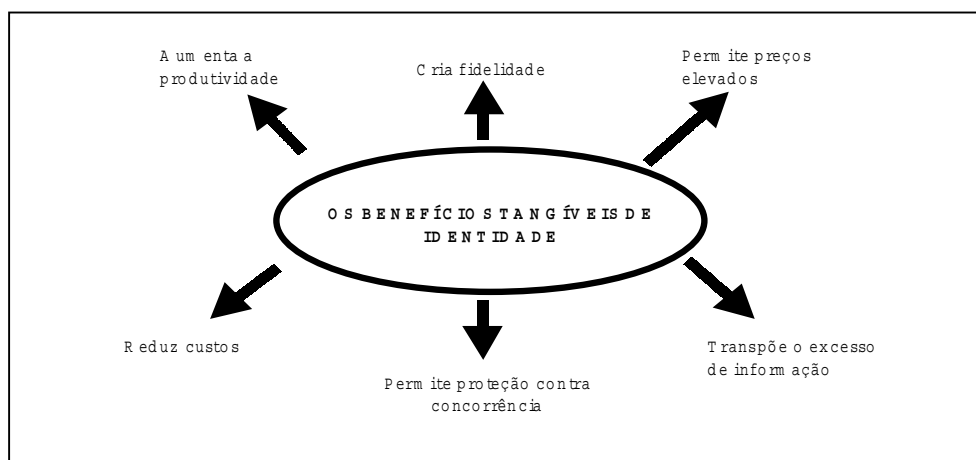 Aumenta a
produtividade
Cria fidelidade
Permite preços
elevados
OS BENEFÍCIOS TANGÍVEIS DE
IDENTIDADE
Reduz custos
Permite proteção contra
concorrência
Transpõe o excesso
de informação